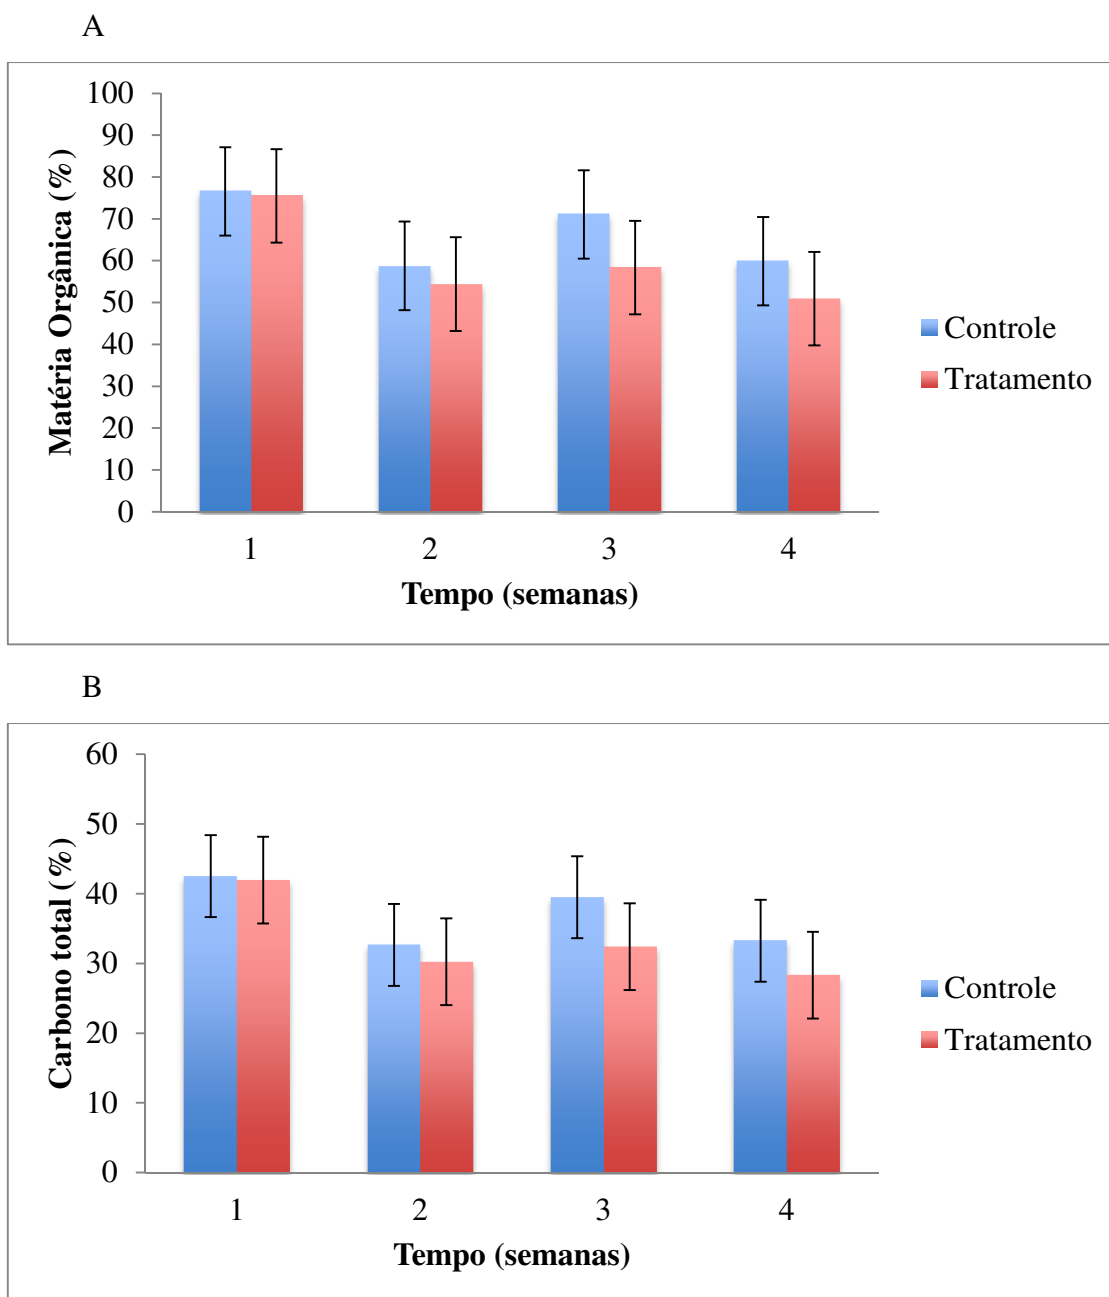 A
100
90
80
70
60
50
40
30
20
10
0
Matéria Orgânica (%)
1 2 3 4
Tempo (semanas)
Controle
Tratamento
B
60
50
40
30
20
10
0
Carbono total (%)
1 2 3 4
Tempo (semanas)
Controle
Tratamento